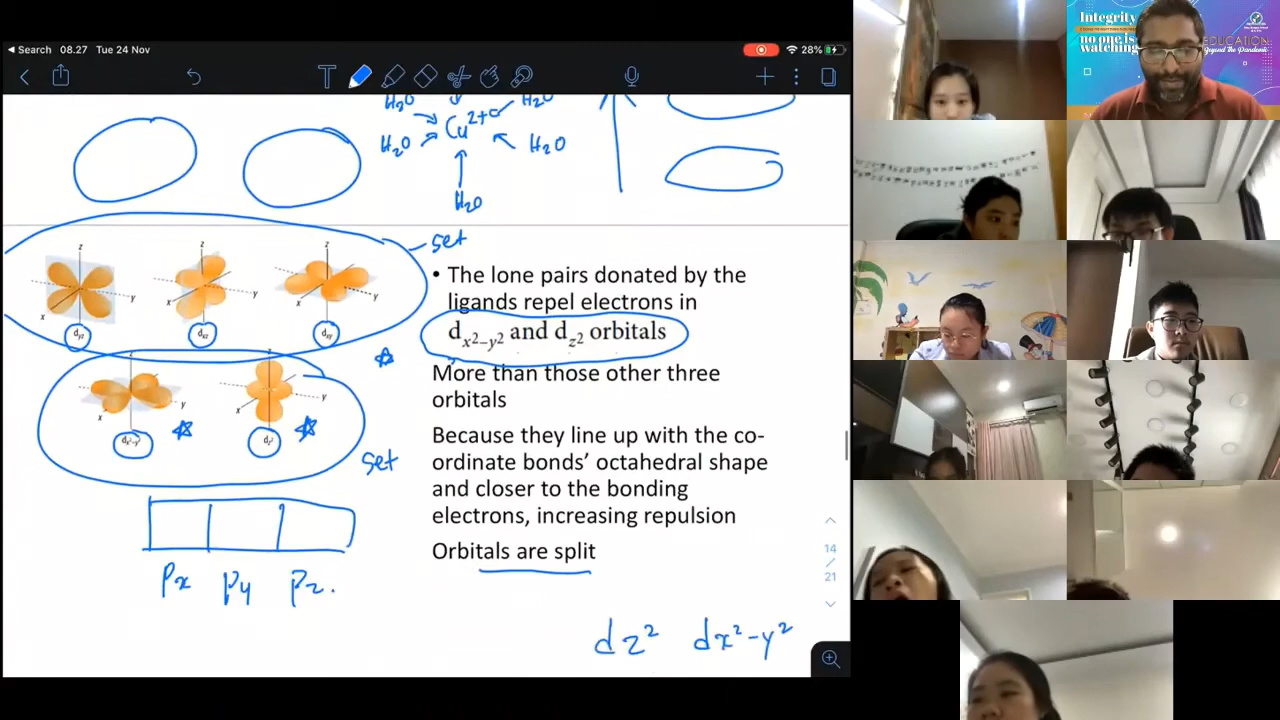 Search 08.27 Tue 24 Nov
28%
T
H₂O
H₂O
Cu²⁺
H₂O
H₂O
H₂O
set
z
y
x
dyz
z
y
x
dxz
z
y
x
dxy
• The lone pairs donated by the
ligands repel electrons in
dx²−y² and dz² orbitals
More than those other three
orbitals
Because they line up with the co-
ordinate bonds' octahedral shape
and closer to the bonding
electrons, increasing repulsion
Orbitals are split
z
y
x
dx²−y²
z
y
x
dz²
set
Px Py Pz.
dz² dx²-y²
14
/
21
Integrity
no one is
watching
EDUCATION
Beyond the Pandemic